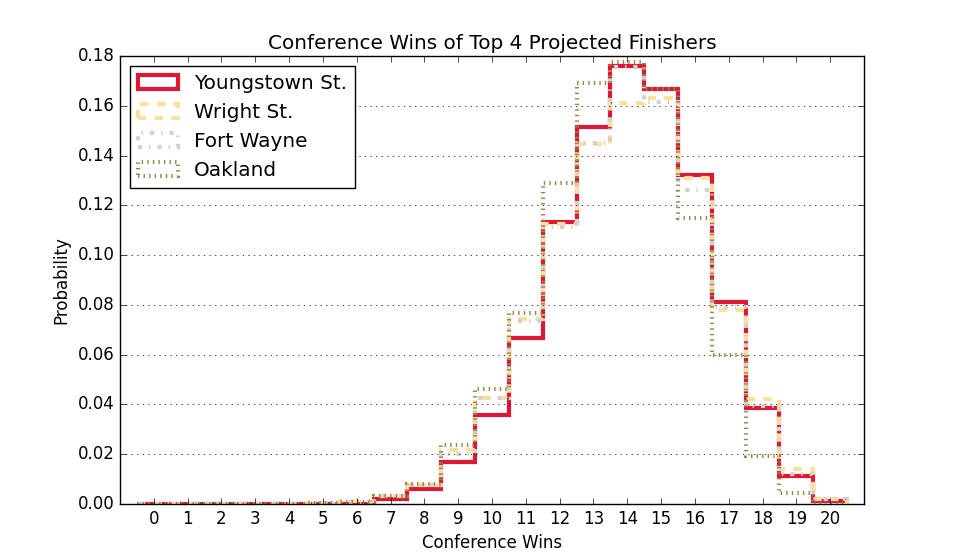 Conference Wins of Top 4 Projected Finishers
Youngstown St.
Wright St.
Fort Wayne
Oakland
0.18
0.16
0.14
0.12
0.10
0.08
0.06
0.04
0.02
0.00
Probability
0 1 2 3 4 5 6 7 8 9 10 11 12 13 14 15 16 17 18 19 20
Conference Wins